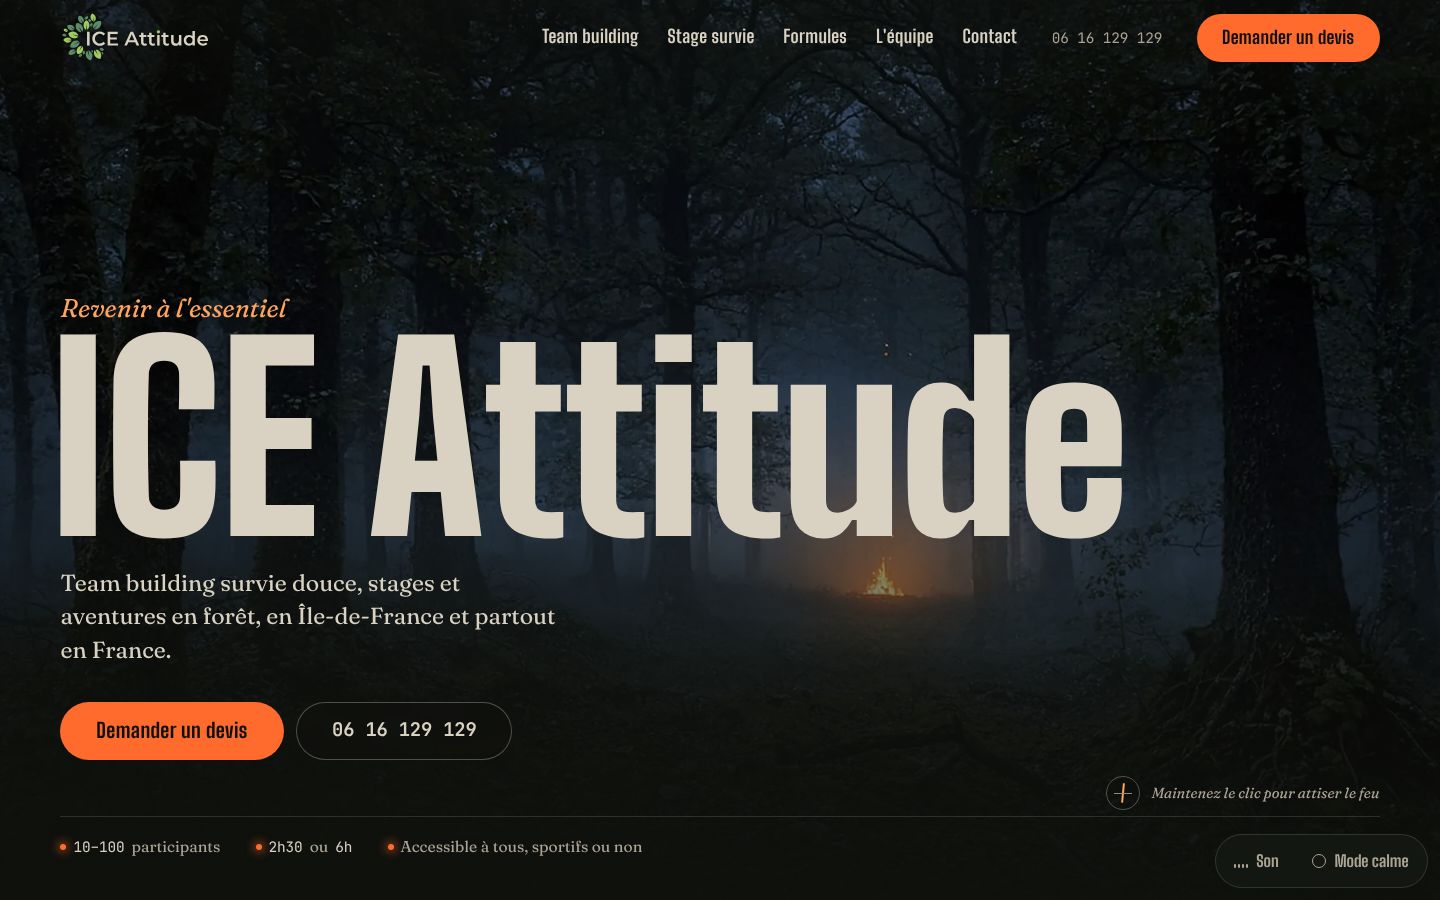 ICE Attitude
Team building
Stage survie
Formules
L'équipe
Contact
06 16 129 129
Demander un devis
Revenir à l'essentiel
ICE Attitude
Team building survie douce, stages et
aventures en forêt, en Île-de-France et partout
en France.
Demander un devis
06 16 129 129
Maintenez le clic pour attiser le feu
10–100 participants
2h30 ou 6h
Accessible à tous, sportifs ou non
Son
Mode calme